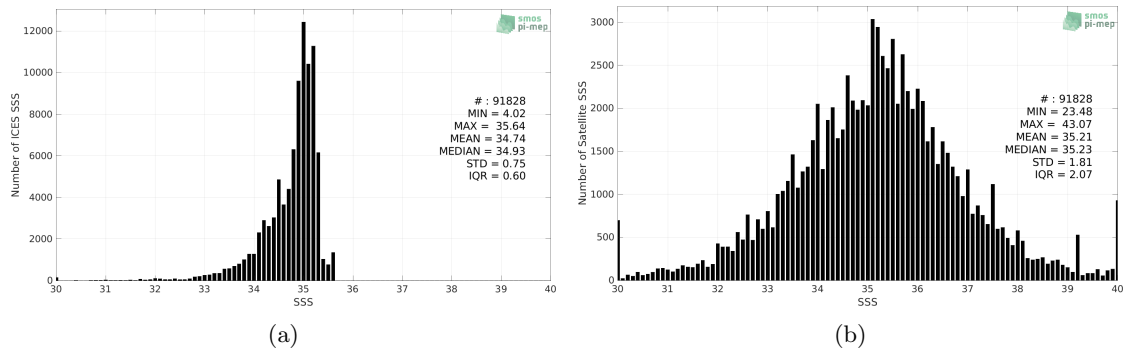 smos
pi-mep
12000
10000
8000
6000
4000
2000
0
Number of ICES SSS
# : 91828
MIN = 4.02
MAX = 35.64
MEAN = 34.74
MEDIAN = 34.93
STD = 0.75
IQR = 0.60
30 31 32 33 34 35 36 37 38 39 40
SSS
(a)
smos
pi-mep
3000
2500
2000
1500
1000
500
0
Number of Satellite SSS
# : 91828
MIN = 23.48
MAX = 43.07
MEAN = 35.21
MEDIAN = 35.23
STD = 1.81
IQR = 2.07
30 31 32 33 34 35 36 37 38 39 40
SSS
(b)